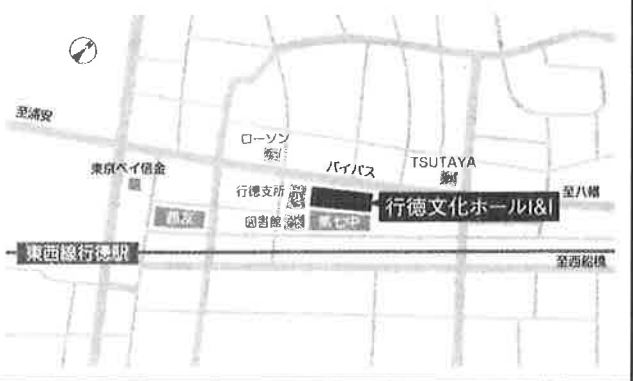 至浦安
ローソン
東京ベイ信金
バイパス
TSUTAYA
行徳支所
至八幡
行徳文化ホールI&I
西友
図書館
第七中
東西線行徳駅
至西船橋